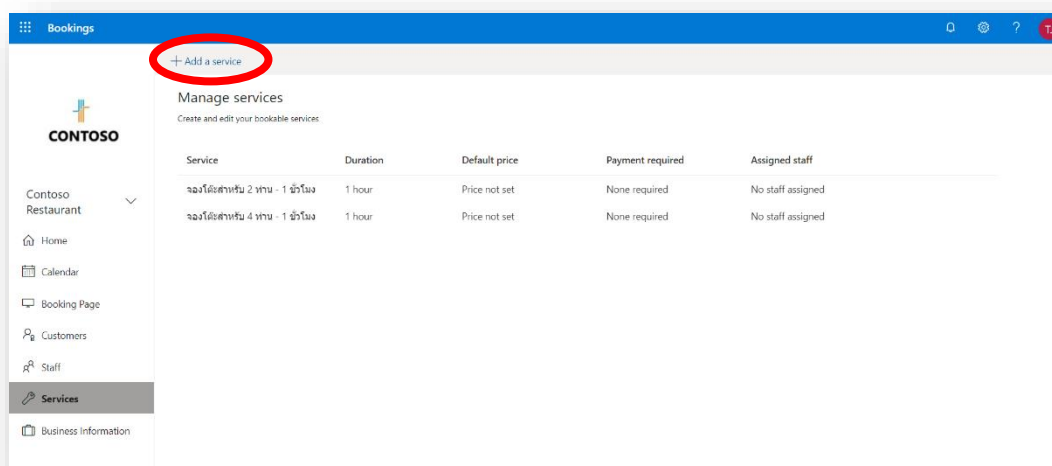 Bookings
?
TJ
+ Add a service
Manage services
Create and edit your bookable services
CONTOSO
Service Duration Default price Payment required Assigned staff
จองโต๊ะสำหรับ 2 ท่าน - 1 ชั่วโมง 1 hour Price not set None required No staff assigned
จองโต๊ะสำหรับ 4 ท่าน - 1 ชั่วโมง 1 hour Price not set None required No staff assigned
Contoso
Restaurant
Home
Calendar
Booking Page
Customers
Staff
Services
Business Information